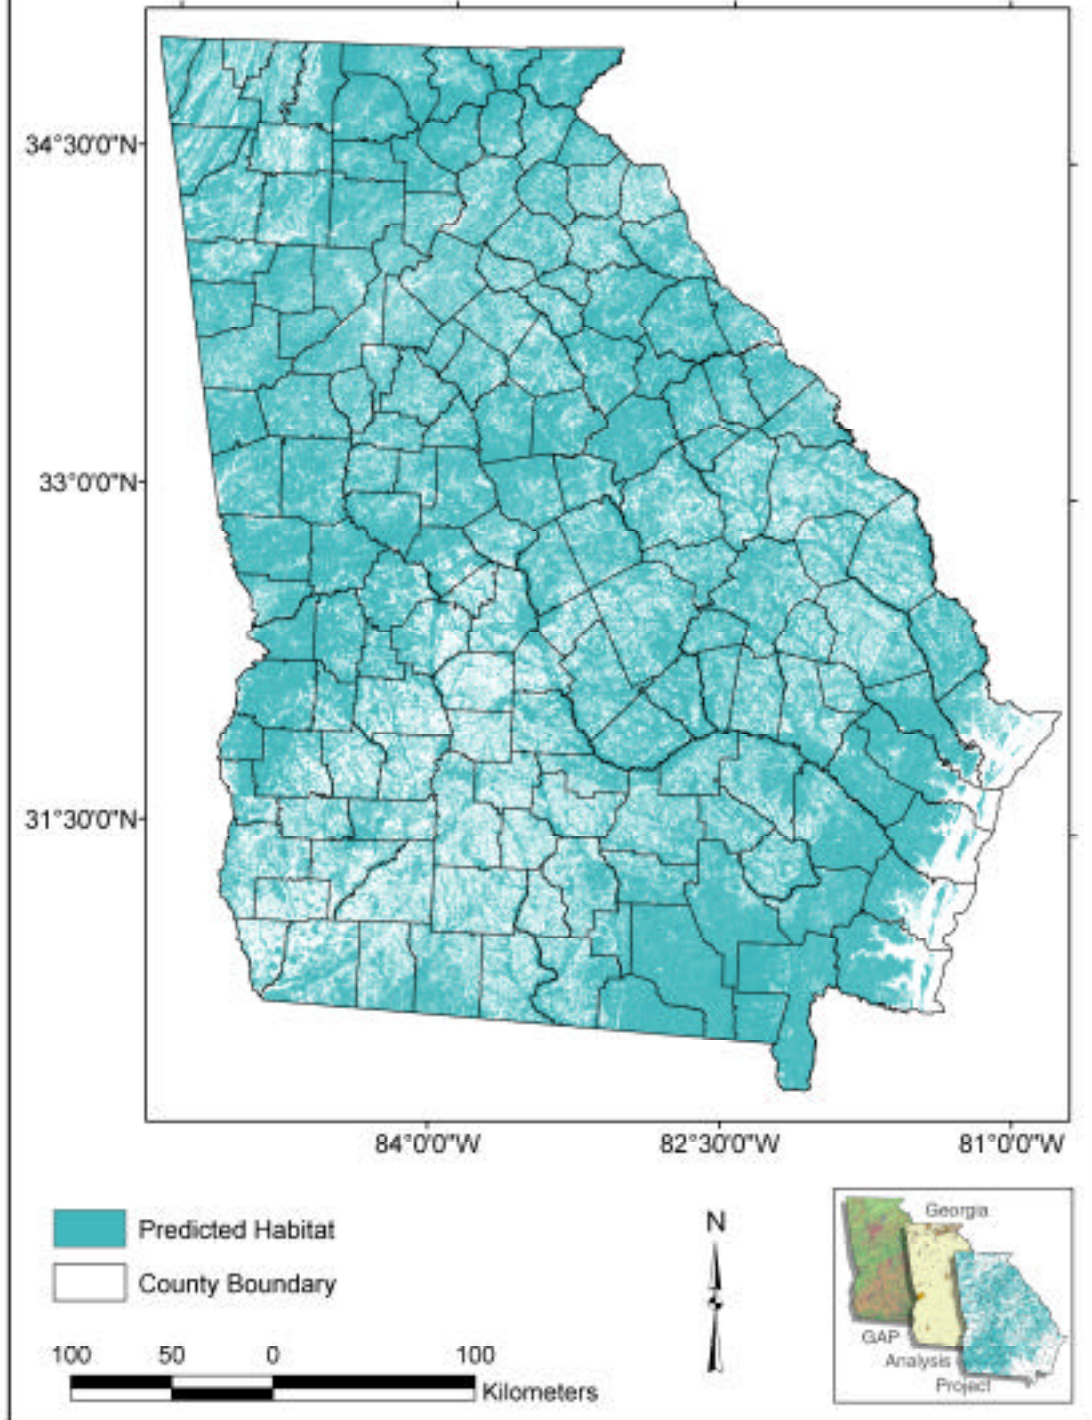 34°30'0"N
33°0'0"N
31°30'0"N
84°0'0"W 82°30'0"W 81°0'0"W
Predicted Habitat
County Boundary
N
100 50 0 100
Kilometers
Georgia
GAP
Analysis
Project